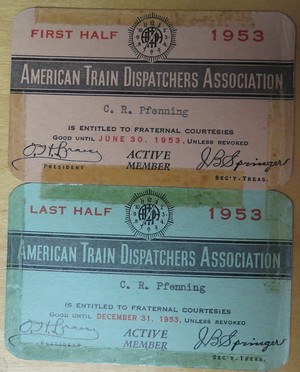 FIRST HALF 1953
AMERICAN TRAIN DISPATCHERS ASSOCIATION
C. R. Pfenning
IS ENTITLED TO FRATERNAL COURTESIES
GOOD UNTIL JUNE 30, 1953, UNLESS REVOKED
ACTIVE
MEMBER
J.B. Springer
PRESIDENT
SEC'Y-TREAS.
LAST HALF 1953
AMERICAN TRAIN DISPATCHERS ASSOCIATION
C. R. Pfenning
IS ENTITLED TO FRATERNAL COURTESIES
GOOD UNTIL DECEMBER 31, 1953, UNLESS REVOKED
ACTIVE
MEMBER
J.B. Springer
PRESIDENT
SEC'Y-TREAS.